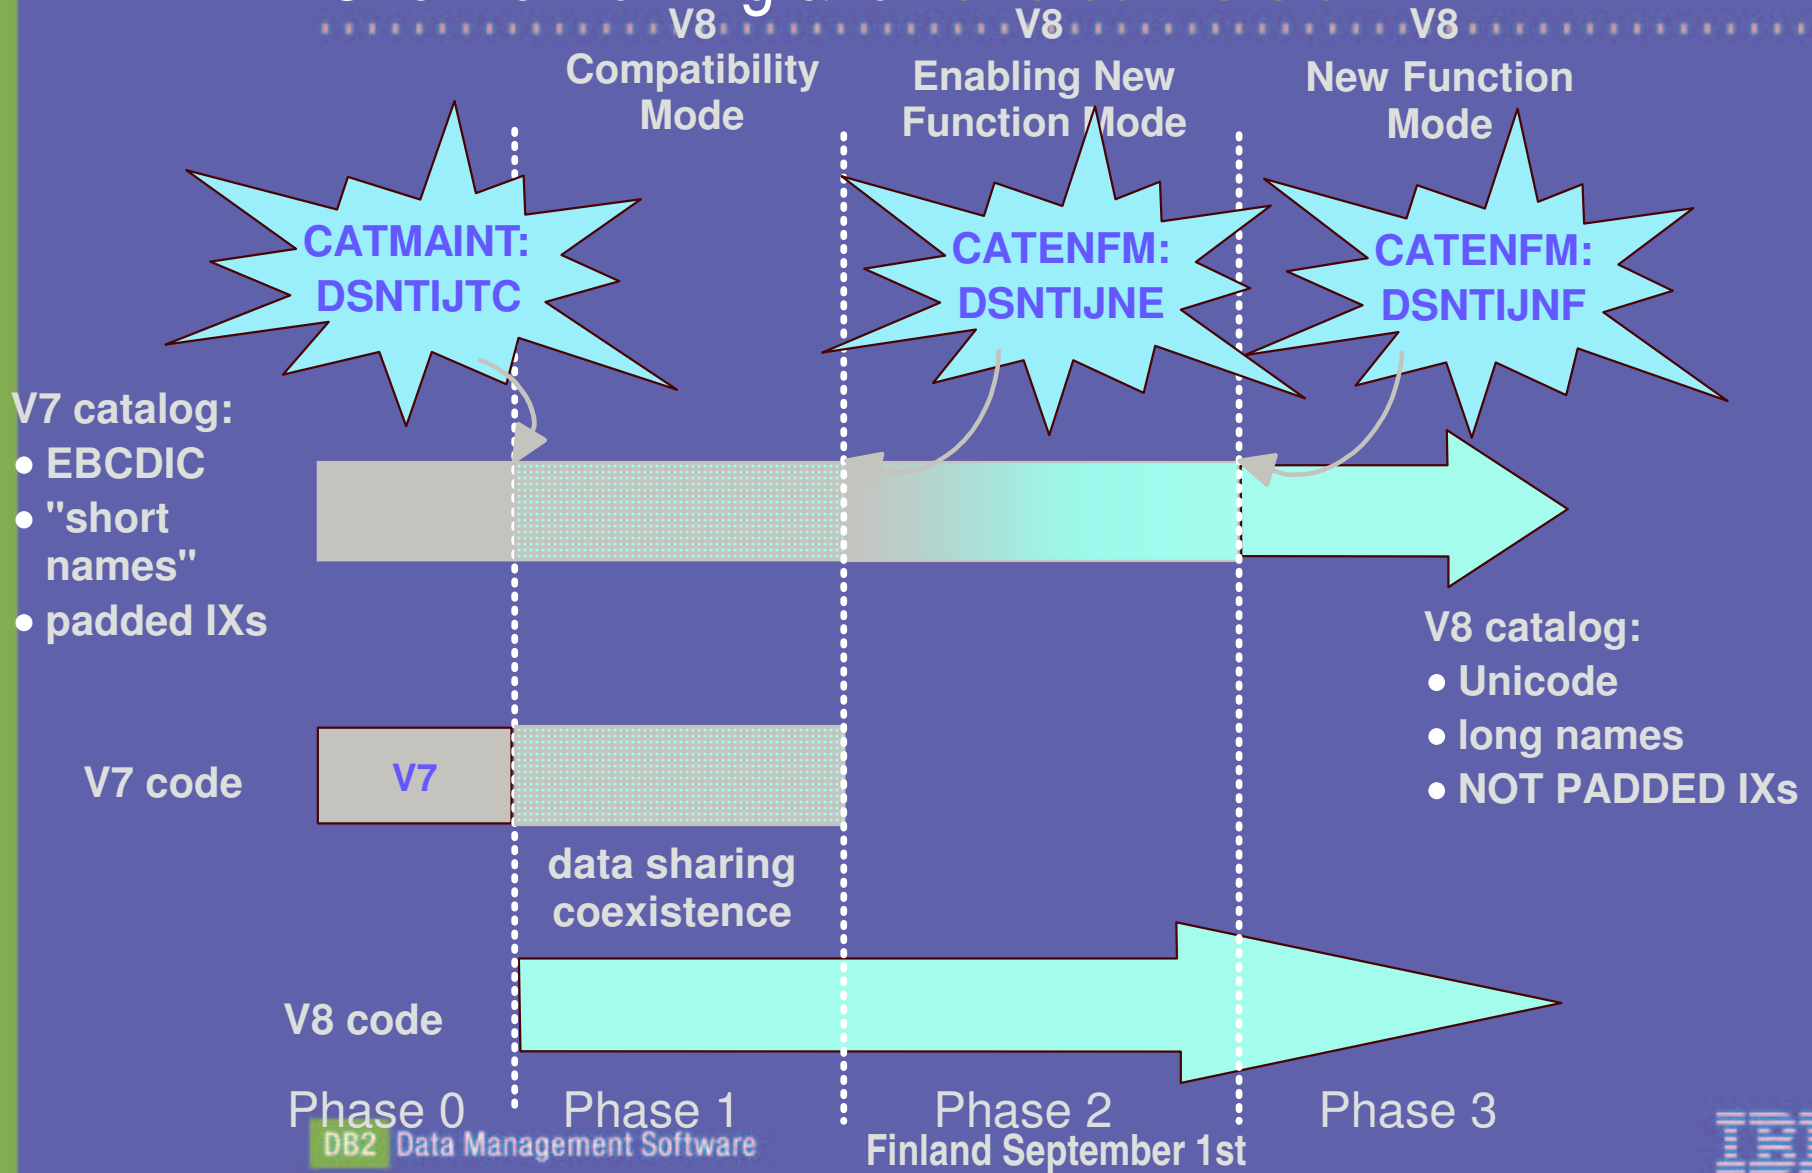 V8
Compatibility
Mode
V8
Enabling New
Function Mode
V8
New Function
Mode
CATMAINT:
DSNTIJTC
CATENFM:
DSNTIJNE
CATENFM:
DSNTIJNF
V7 catalog:
• EBCDIC
• "short
names"
• padded IXs
V8 catalog:
• Unicode
• long names
• NOT PADDED IXs
V7 code
V7
data sharing
coexistence
V8 code
Phase 0
Phase 1
Phase 2
Phase 3
DB2 Data Management Software
Finland September 1st